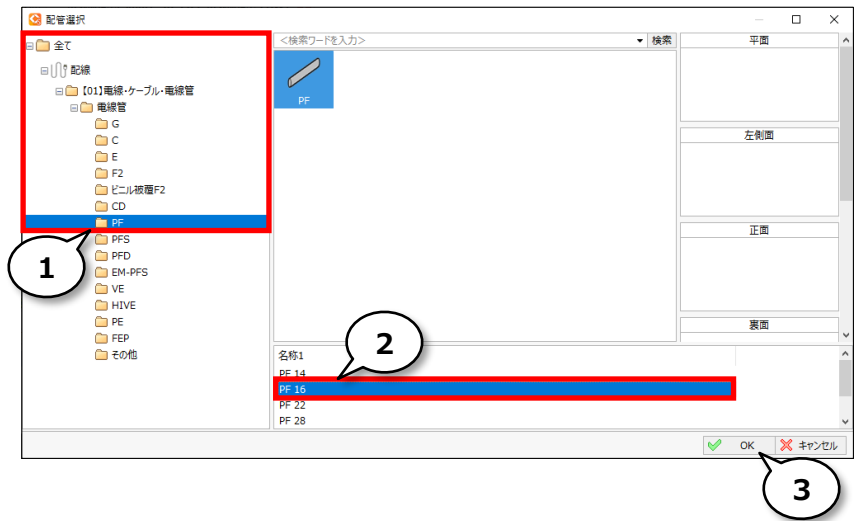 配管選択
全て
配線
【01】電線・ケーブル・電線管
電線管
G
C
E
F2
ビニル被覆F2
CD
PF
PFS
PFD
EM-PFS
VE
HIVE
PE
FEP
その他
1
<検索ワードを入力>
検索
PF
平面
左側面
正面
裏面
2
名称1
PF 14
PF 16
PF 22
PF 28
OK
キャンセル
3